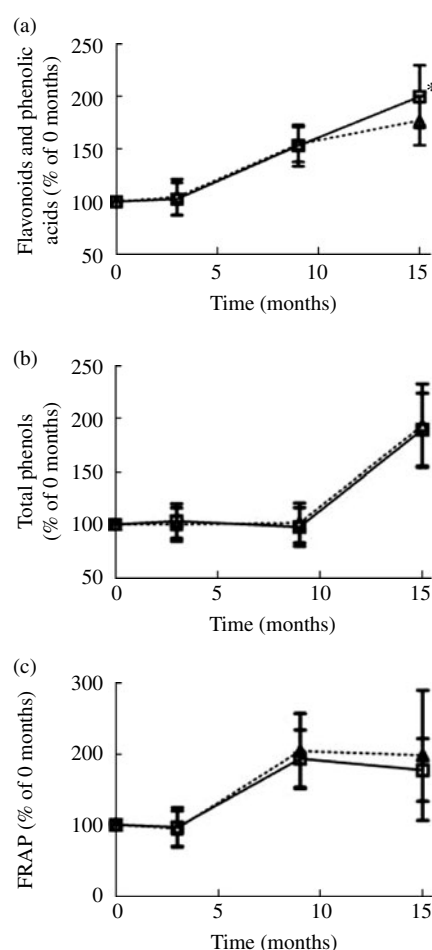 (a)
Flavonoids and phenolic
acids (% of 0 months)
250
200
150
100
50
*
0
5
10
15
Time (months)
(b)
Total phenols
(% of 0 months)
250
200
150
100
50
0
5
10
15
Time (months)
(c)
FRAP (% of 0 months)
300
200
100
0
0
5
10
15
Time (months)